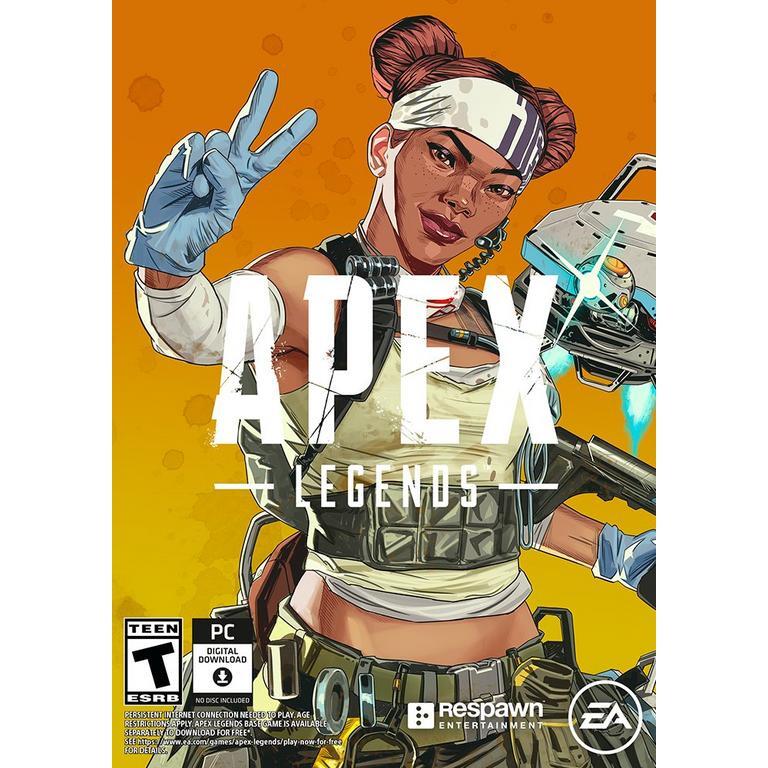 APEX
LEGENDS
TEEN
T
ESRB
PC
DIGITAL
DOWNLOAD
NO DISC INCLUDED
PERSISTENT INTERNET CONNECTION NEEDED TO PLAY. AGE
RESTRICTIONS APPLY. APEX LEGENDS BASE GAME IS AVAILABLE
SEPARATELY TO DOWNLOAD FOR FREE*.
SEE https://www.ea.com/games/apex-legends/play-now-for-free
FOR DETAILS.
Respawn
ENTERTAINMENT
EA